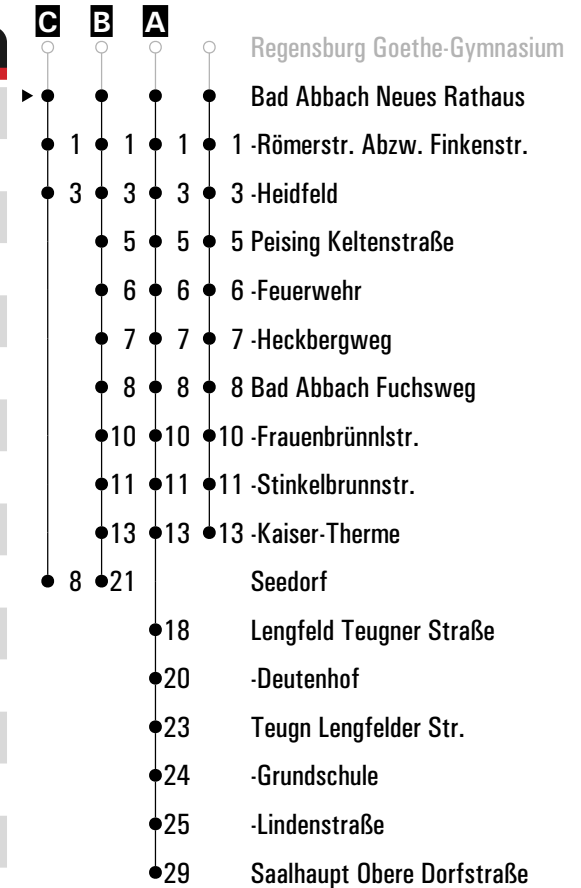 C B A
Regensburg Goethe-Gymnasium
Bad Abbach Neues Rathaus
1 1 1 1 -Römerstr. Abzw. Finkenstr.
3 3 3 3 -Heidfeld
5 5 5 Peising Keltenstraße
6 6 6 -Feuerwehr
7 7 7 -Heckbergweg
8 8 8 Bad Abbach Fuchsweg
10 10 10 -Frauenbrünnlstr.
11 11 11 -Stinkelbrunnstr.
13 13 13 -Kaiser-Therme
8 21 Seedorf
18 Lengfeld Teugner Straße
20 -Deutenhof
23 Teugn Lengfelder Str.
24 -Grundschule
25 -Lindenstraße
29 Saalhaupt Obere Dorfstraße